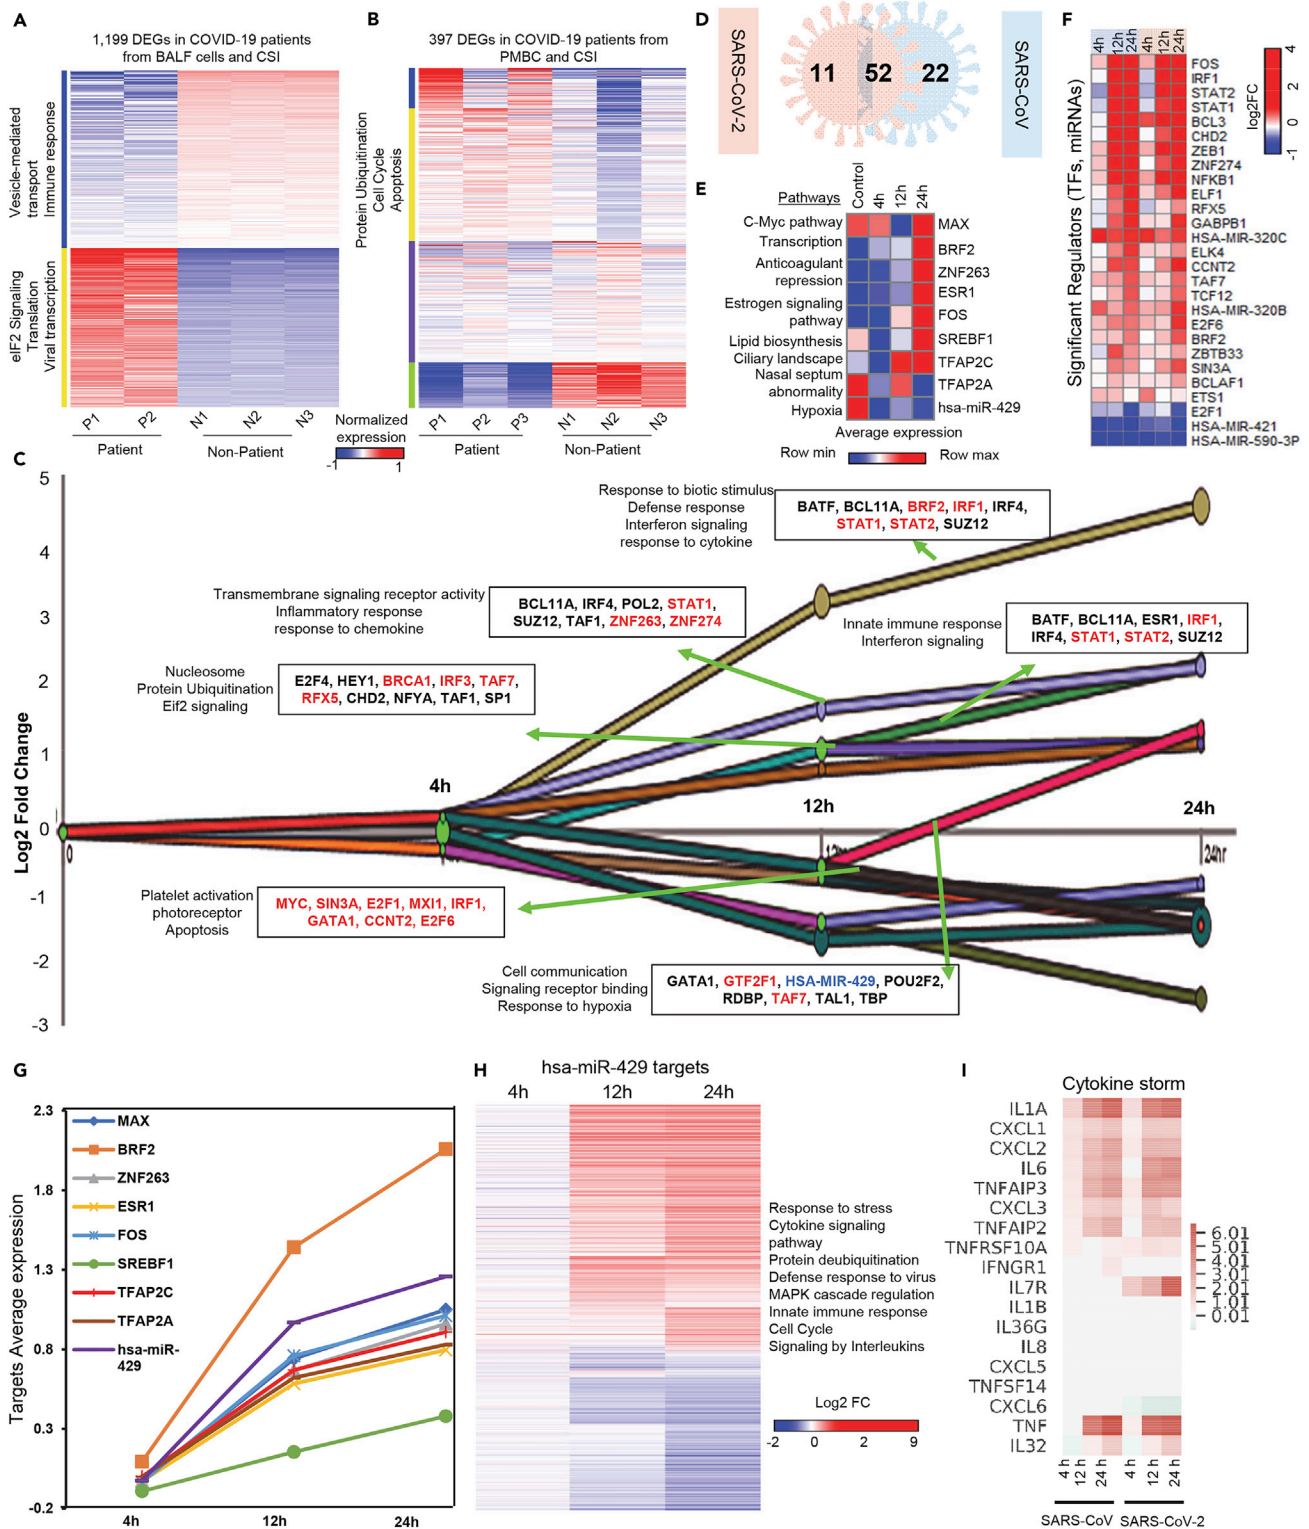 A
1,199 DEGs in COVID-19 patients
from BALF cells and CSI
Vesicle-mediated
transport
Immune response
eIF2 Signaling
Translation
Viral transcription
P1
P2
N1
N2
N3
Patient
Non-Patient
Normalized
expression
-1
1
B
397 DEGs in COVID-19 patients from
PMBC and CSI
Protein Ubiquitination
Cell Cycle
Apoptosis
P1
P2
P3
N1
N2
N3
Patient
Non-Patient
D
SARS-CoV-2
11
52
22
SARS-CoV
E
Pathways
Control
4h
12h
24h
C-Myc pathway
Transcription
Anticoagulant
repression
Estrogen signaling
pathway
Lipid biosynthesis
Ciliary landscape
Nasal septum
abnormality
Hypoxia
MAX
BRF2
ZNF263
ESR1
FOS
SREBF1
TFAP2C
TFAP2A
hsa-miR-429
Average expression
Row min
Row max
F
4h
12h
24h
4h
12h
24h
Significant Regulators (TFs, miRNAs)
FOS
IRF1
STAT2
STAT1
BCL3
CHD2
ZEB1
ZNF274
NFKB1
ELF1
RFX5
GABPB1
HSA-MIR-320C
ELK4
CCNT2
TAF7
TCF12
HSA-MIR-320B
E2F6
BRF2
ZBTB33
SIN3A
BCLAF1
ETS1
E2F1
HSA-MIR-421
HSA-MIR-590-3P
log2FC
4
2
0
-1
C
Log2 Fold Change
5
4
3
2
1
0
-1
-2
-3
0
4h
12h
24h
12hr
24hr
Response to biotic stimulus
Defense response
Interferon signaling
response to cytokine
BATF, BCL11A, BRF2, IRF1, IRF4,
STAT1, STAT2, SUZ12
Transmembrane signaling receptor activity
Inflammatory response
response to chemokine
BCL11A, IRF4, POL2, STAT1,
SUZ12, TAF1, ZNF263, ZNF274
Innate immune response
Interferon signaling
BATF, BCL11A, ESR1, IRF1,
IRF4, STAT1, STAT2, SUZ12
Nucleosome
Protein Ubiquitination
Eif2 signaling
E2F4, HEY1, BRCA1, IRF3, TAF7,
RFX5, CHD2, NFYA, TAF1, SP1
Platelet activation
photoreceptor
Apoptosis
MYC, SIN3A, E2F1, MXI1, IRF1,
GATA1, CCNT2, E2F6
Cell communication
Signaling receptor binding
Response to hypoxia
GATA1, GTF2F1, HSA-MIR-429, POU2F2,
RDBP, TAF7, TAL1, TBP
G
Targets Average expression
2.3
1.8
1.3
0.8
0.3
-0.2
MAX
BRF2
ZNF263
ESR1
FOS
SREBF1
TFAP2C
TFAP2A
hsa-miR-
429
4h
12h
24h
H
hsa-miR-429 targets
4h
12h
24h
Response to stress
Cytokine signaling
pathway
Protein deubiquitination
Defense response to virus
MAPK cascade regulation
Innate immune response
Cell Cycle
Signaling by Interleukins
Log2 FC
-2
0
2
9
I
Cytokine storm
IL1A
CXCL1
CXCL2
IL6
TNFAIP3
CXCL3
TNFAIP2
TNFRSF10A
IFNGR1
IL7R
IL1B
IL36G
IL8
CXCL5
TNFSF14
CXCL6
TNF
IL32
6.01
5.01
4.01
3.01
2.01
1.01
0.01
4 h
12 h
24 h
4 h
12 h
24 h
SARS-CoV
SARS-CoV-2